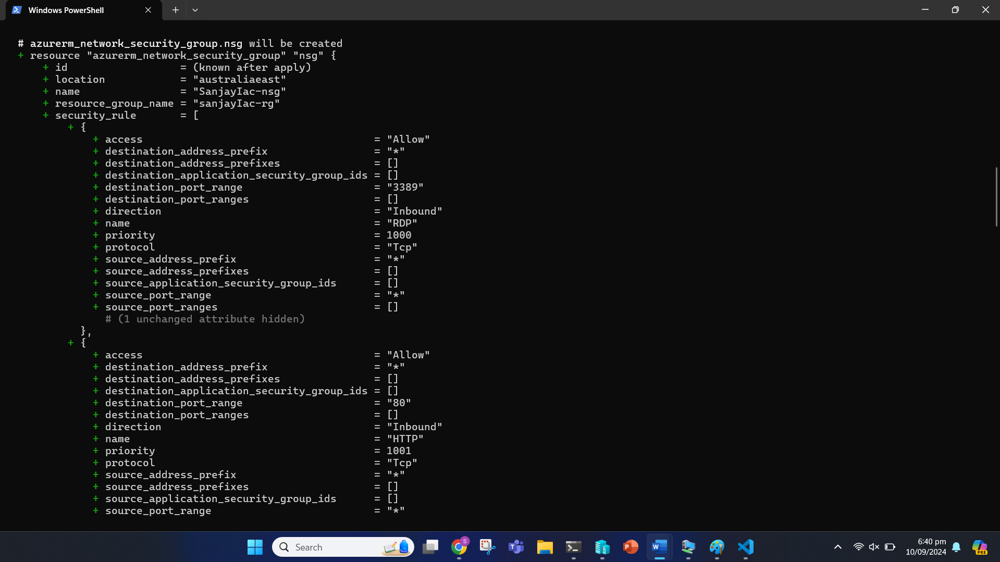 Windows PowerShell
# azurerm_network_security_group.nsg will be created
+ resource "azurerm_network_security_group" "nsg" {
+ id = (known after apply)
+ location = "australiaeast"
+ name = "SanjayIac-nsg"
+ resource_group_name = "sanjayIac-rg"
+ security_rule = [
+ {
+ access = "Allow"
+ destination_address_prefix = "*"
+ destination_address_prefixes = []
+ destination_application_security_group_ids = []
+ destination_port_range = "3389"
+ destination_port_ranges = []
+ direction = "Inbound"
+ name = "RDP"
+ priority = 1000
+ protocol = "Tcp"
+ source_address_prefix = "*"
+ source_address_prefixes = []
+ source_application_security_group_ids = []
+ source_port_range = "*"
+ source_port_ranges = []
# (1 unchanged attribute hidden)
},
+ {
+ access = "Allow"
+ destination_address_prefix = "*"
+ destination_address_prefixes = []
+ destination_application_security_group_ids = []
+ destination_port_range = "80"
+ destination_port_ranges = []
+ direction = "Inbound"
+ name = "HTTP"
+ priority = 1001
+ protocol = "Tcp"
+ source_address_prefix = "*"
+ source_address_prefixes = []
+ source_application_security_group_ids = []
+ source_port_range = "*"
Search
S
T
P
W
6:40 pm
10/09/2024
PRE